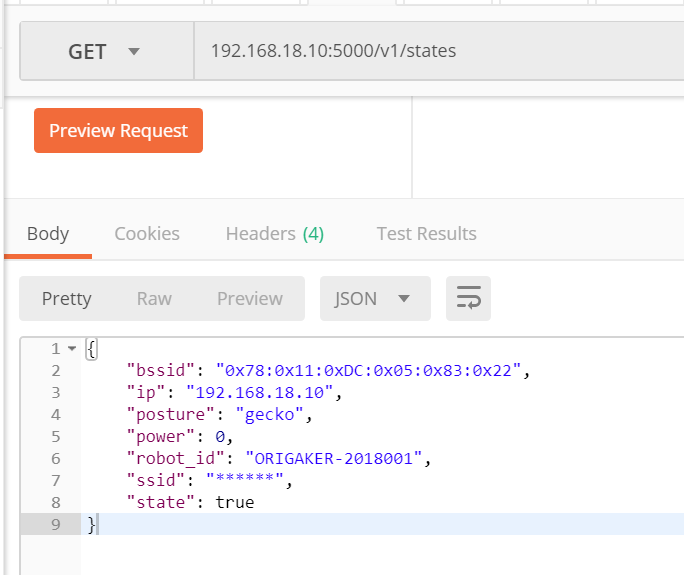 GET 192.168.18.10:5000/v1/states
Preview Request
Body Cookies Headers (4) Test Results
Pretty Raw Preview JSON
1 {
2 "bssid": "0x78:0x11:0xDC:0x05:0x83:0x22",
3 "ip": "192.168.18.10",
4 "posture": "gecko",
5 "power": 0,
6 "robot_id": "ORIGAKER-2018001",
7 "ssid": "******",
8 "state": true
9 }